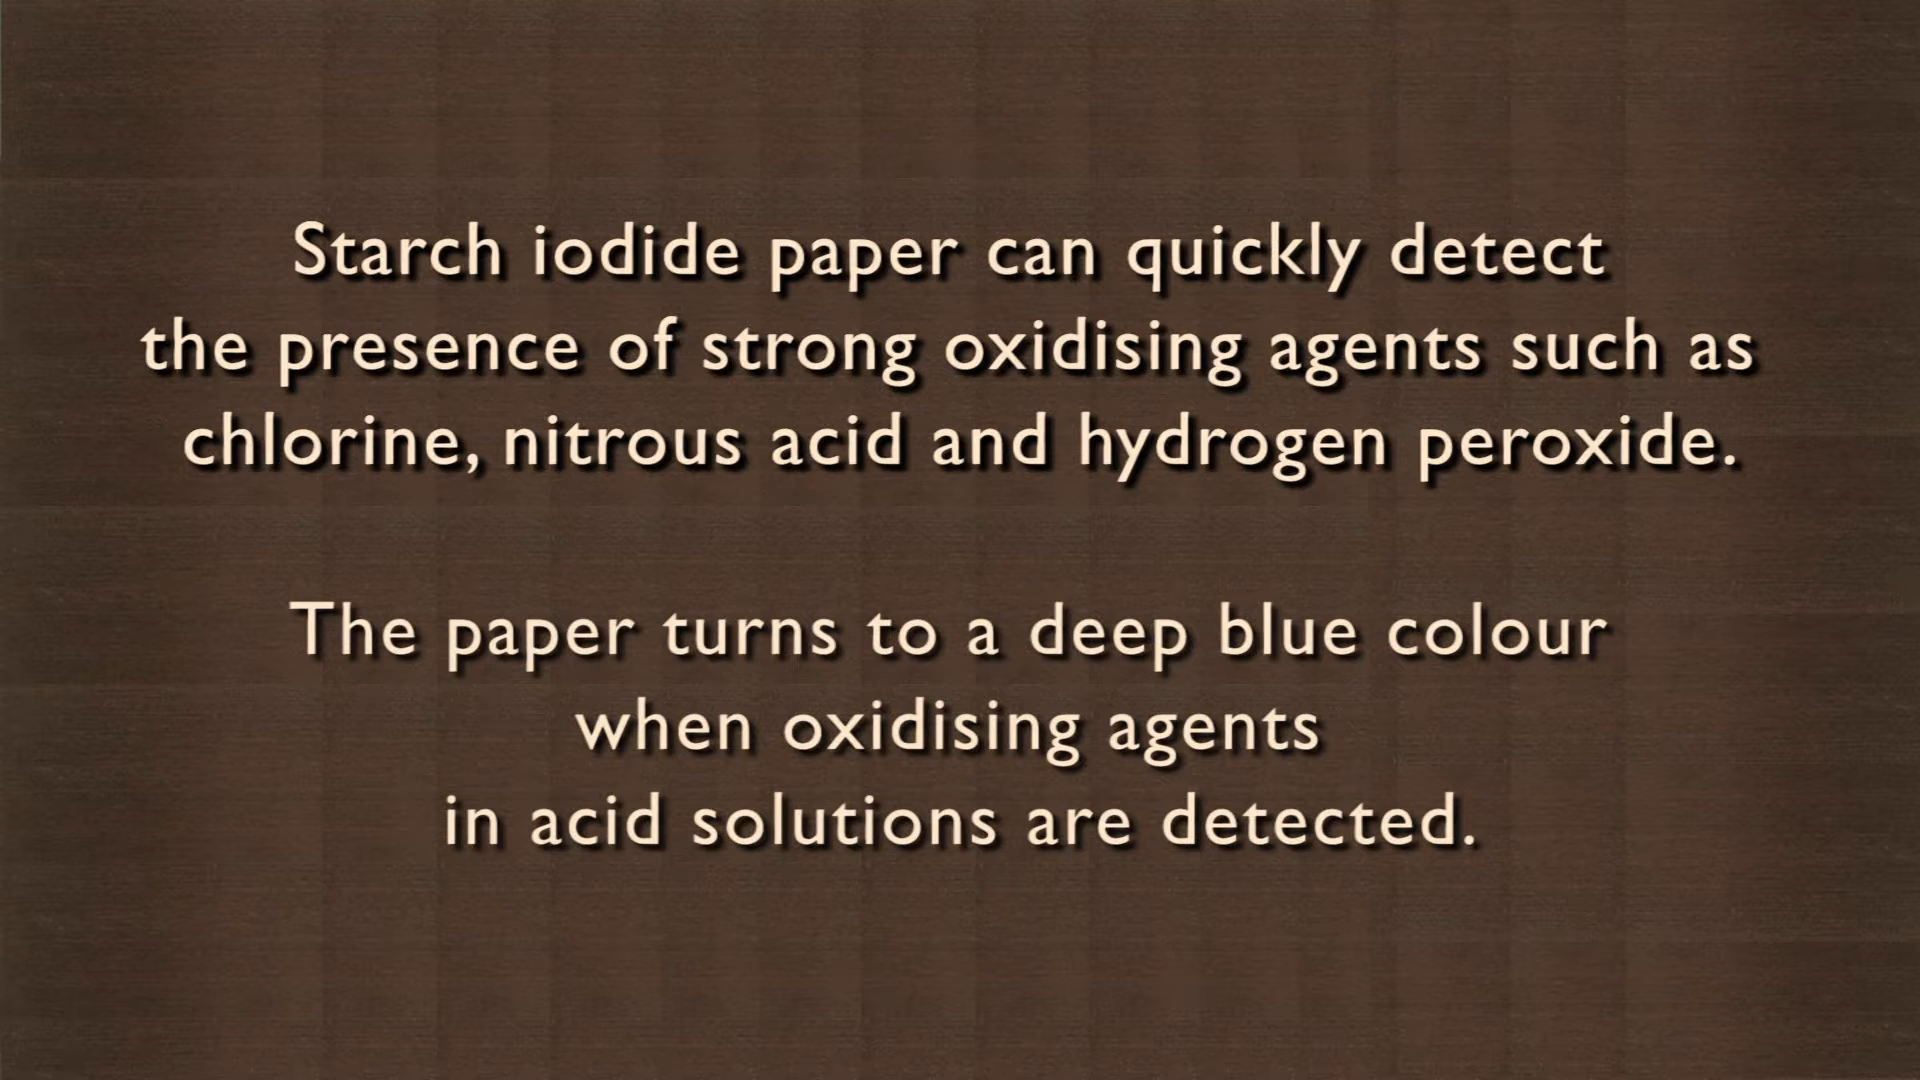 Starch iodide paper can quickly detect
the presence of strong oxidising agents such as
chlorine, nitrous acid and hydrogen peroxide.
The paper turns to a deep blue colour
when oxidising agents
in acid solutions are detected.